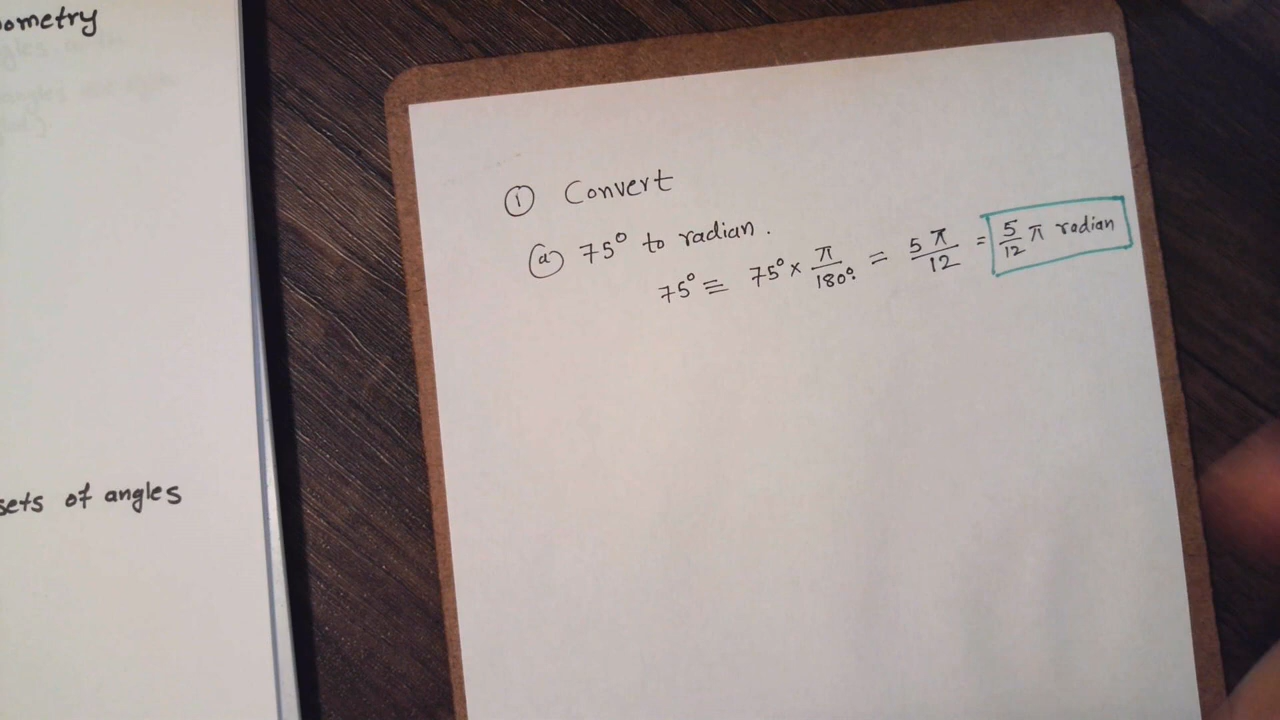 ometry
sets of angles
① Convert
ⓐ 75° to radian.
75° ≡ 75° × π/180° = 5π/12 = 5/12 π radian